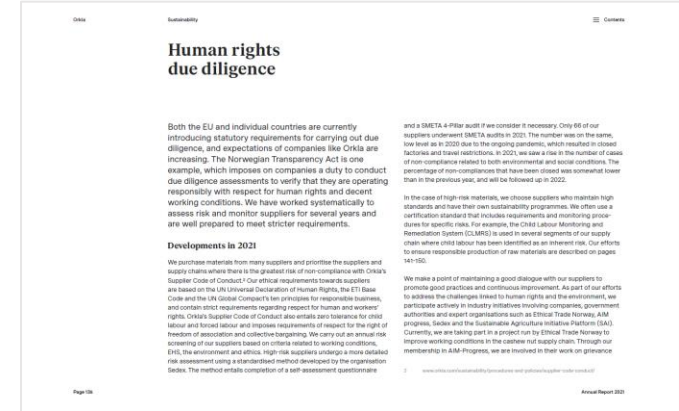 Orkla
Sustainability
Contents
Human rights
due diligence
Both the EU and individual countries are currently
introducing statutory requirements for carrying out due
diligence, and expectations of companies like Orkla are
increasing. The Norwegian Transparency Act is one
example, which imposes on companies a duty to conduct
due diligence assessments to verify that they are operating
responsibly with respect for human rights and decent
working conditions. We have worked systematically to
assess risk and monitor suppliers for several years and
are well prepared to meet stricter requirements.
Developments in 2021
We purchase materials from many suppliers and prioritise the suppliers and
supply chains where there is the greatest risk of non-compliance with Orkla's
Supplier Code of Conduct.² Our ethical requirements towards suppliers
are based on the UN Universal Declaration of Human Rights, the ETI Base
Code and the UN Global Compact's ten principles for responsible business,
and contain strict requirements regarding respect for human and workers'
rights. Orkla's Supplier Code of Conduct also entails zero tolerance for child
labour and forced labour and imposes requirements of respect for the right of
freedom of association and collective bargaining. We carry out an annual risk
screening of our suppliers based on criteria related to working conditions,
EHS, the environment and ethics. High-risk suppliers undergo a more detailed
risk assessment using a standardised method developed by the organisation
Sedex. The method entails completion of a self-assessment questionnaire
and a SMETA 4-Pillar audit if we consider it necessary. Only 66 of our
suppliers underwent SMETA audits in 2021. The number was on the same,
low level as in 2020 due to the ongoing pandemic, which resulted in closed
factories and travel restrictions. In 2021, we saw a rise in the number of cases
of non-compliance related to both environmental and social conditions. The
percentage of non-compliances that have been closed was somewhat lower
than in the previous year, and will be followed up in 2022.
In the case of high-risk materials, we choose suppliers who maintain high
standards and have their own sustainability programmes. We often use a
certification standard that includes requirements and monitoring proce-
dures for specific risks. For example, the Child Labour Monitoring and
Remediation System (CLMRS) is used in several segments of our supply
chain where child labour has been identified as an inherent risk. Our efforts
to ensure responsible production of raw materials are described on pages
141-150.
We make a point of maintaining a good dialogue with our suppliers to
promote good practices and continuous improvement. As part of our efforts
to address the challenges linked to human rights and the environment, we
participate actively in industry initiatives involving companies, government
authorities and expert organisations such as Ethical Trade Norway, AIM
progress, Sedex and the Sustainable Agriculture Initiative Platform (SAI).
Currently, we are taking part in a project run by Ethical Trade Norway to
improve working conditions in the cashew nut supply chain. Through our
membership in AIM-Progress, we are involved in their work on grievance
www.orkla.com/sustainability/procedures-and-policies/supplier-code-conduct/
Annual Report 2021